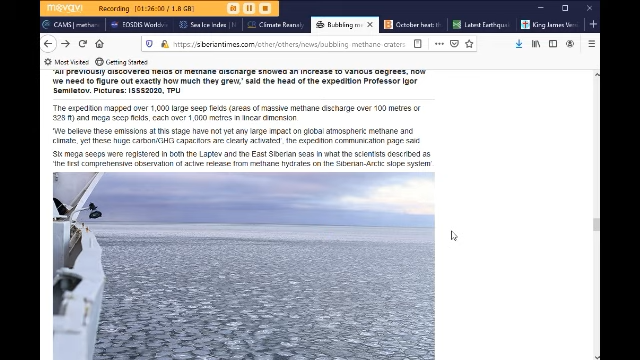 movavi Recording (1:26:00 / 1.8 GB)
CAMS | methan
EOSDIS Worldvi
Sea Ice Index | S
Climate Reanaly
Bubbling me
October heat: th
Latest Earthqual
King James Vers
https://siberiantimes.com/other/others/news/bubbling-methane-craters
Most Visited
Getting Started
'All previously discovered fields of methane discharge showed an increase to various degrees, now
we need to figure out exactly how much they grew,' said the head of the expedition Professor Igor
Semiletov. Pictures: ISSS2020, TPU
The expedition mapped over 1,000 large seep fields (areas of massive methane discharge over 100 metres or
328 ft) and mega seep fields, each over 1,000 metres in linear dimension.
'We believe these emissions at this stage have not yet any large impact on global atmospheric methane and
climate, yet these huge carbon/GHG capacitors are clearly activated', the expedition communication page said
Six mega seeps were registered in both the Laptev and the East Siberian seas in what the scientists described as
'the first comprehensive observation of active release from methane hydrates on the Siberian-Arctic slope system'.